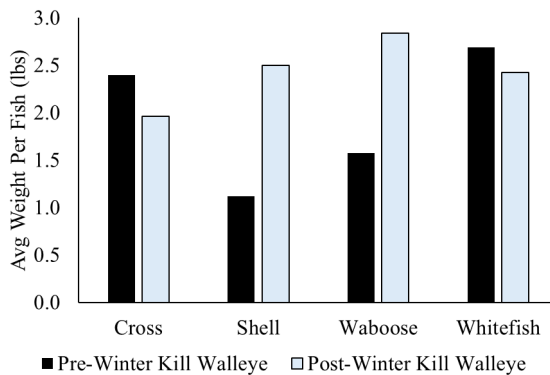 Avg Weight Per Fish (lbs)
3.0
2.5
2.0
1.5
1.0
0.5
0.0
Cross Shell Waboose Whitefish
Pre-Winter Kill Walleye Post-Winter Kill Walleye